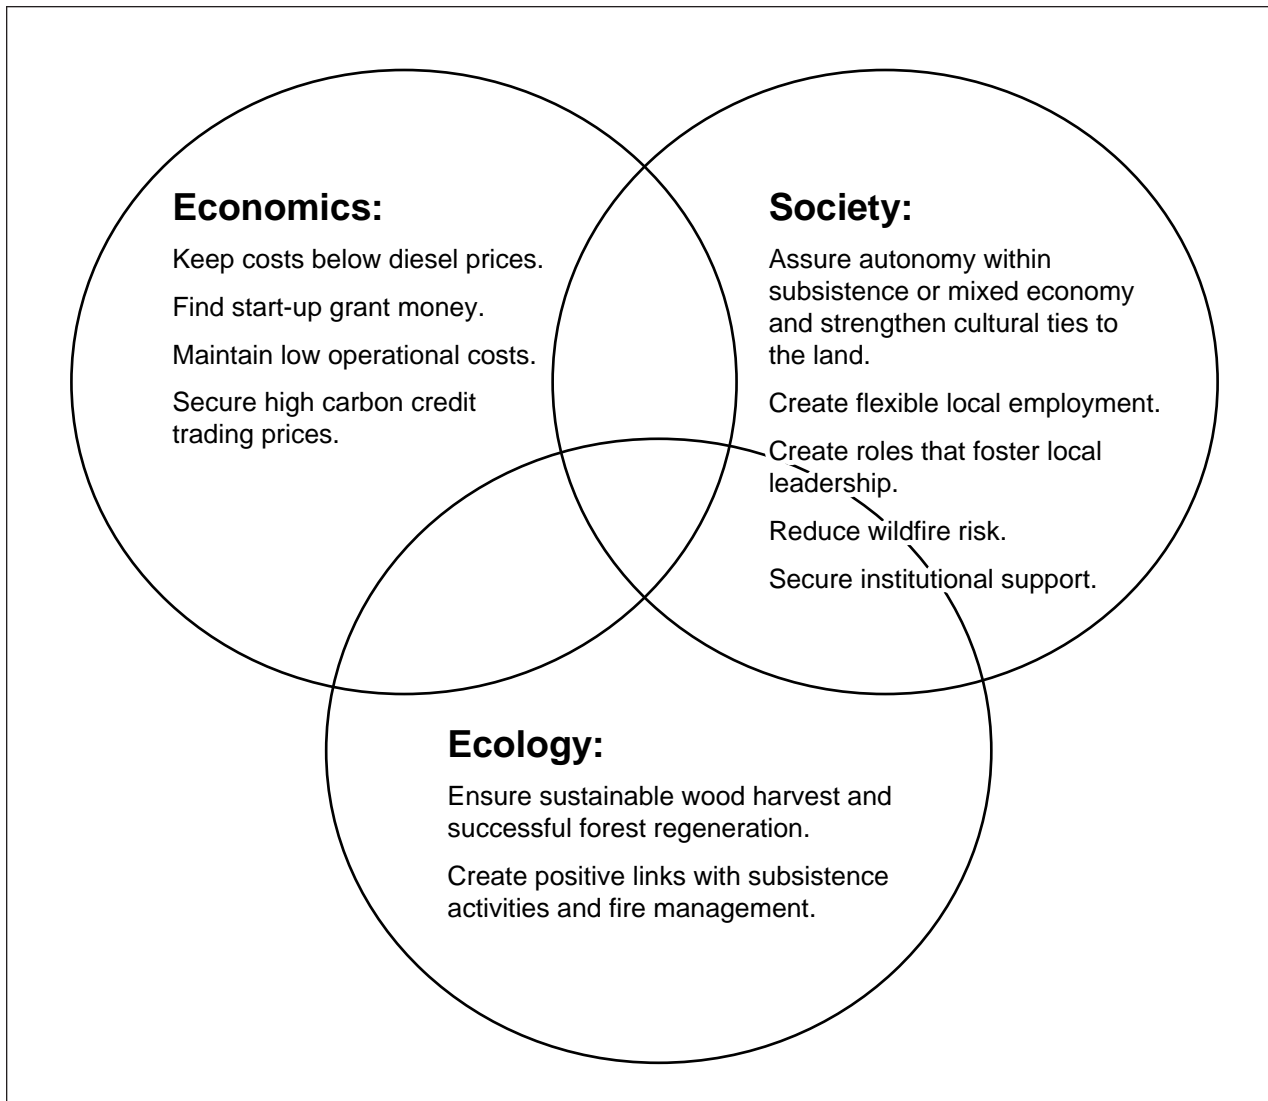 Economics:
Keep costs below diesel prices.
Find start-up grant money.
Maintain low operational costs.
Secure high carbon credit
trading prices.
Society:
Assure autonomy within
subsistence or mixed economy
and strengthen cultural ties to
the land.
Create flexible local employment.
Create roles that foster local
leadership.
Reduce wildfire risk.
Secure institutional support.
Ecology:
Ensure sustainable wood harvest and
successful forest regeneration.
Create positive links with subsistence
activities and fire management.